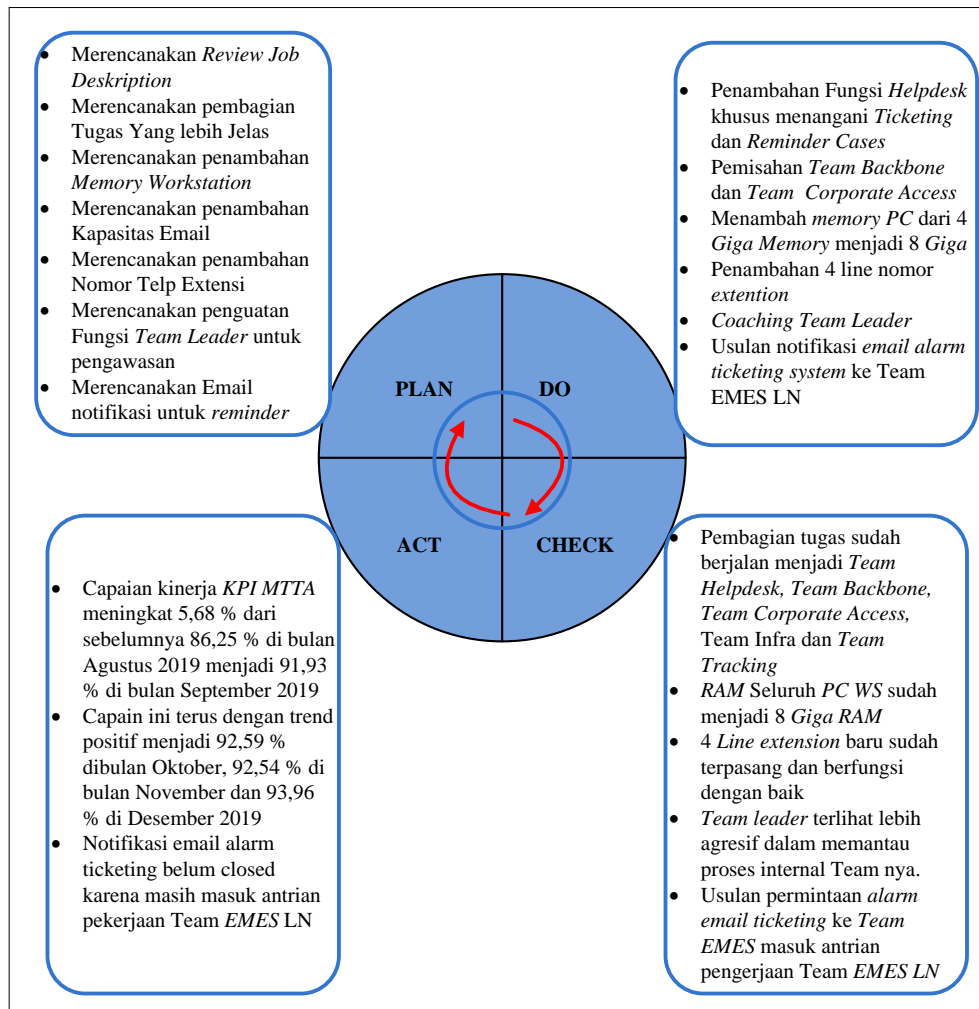 • Merencanakan Review Job
Deskription
• Merencanakan pembagian
Tugas Yang lebih Jelas
• Merencanakan penambahan
Memory Workstation
• Merencanakan penambahan
Kapasitas Email
• Merencanakan penambahan
Nomor Telp Extensi
• Merencanakan penguatan
Fungsi Team Leader untuk
pengawasan
• Merencanakan Email
notifikasi untuk reminder
• Penambahan Fungsi Helpdesk
khusus menangani Ticketing
dan Reminder Cases
• Pemisahan Team Backbone
dan Team Corporate Access
• Menambah memory PC dari 4
Giga Memory menjadi 8 Giga
• Penambahan 4 line nomor
extention
• Coaching Team Leader
• Usulan notifikasi email alarm
ticketing system ke Team
EMES LN
PLAN
DO
ACT
CHECK
• Capaian kinerja KPI MTTA
meningkat 5,68 % dari
sebelumnya 86,25 % di bulan
Agustus 2019 menjadi 91,93
% di bulan September 2019
• Capain ini terus dengan trend
positif menjadi 92,59 %
dibulan Oktober, 92,54 % di
bulan November dan 93,96
% di Desember 2019
• Notifikasi email alarm
ticketing belum closed
karena masih masuk antrian
pekerjaan Team EMES LN
• Pembagian tugas sudah
berjalan menjadi Team
Helpdesk, Team Backbone,
Team Corporate Access,
Team Infra dan Team
Tracking
• RAM Seluruh PC WS sudah
menjadi 8 Giga RAM
• 4 Line extension baru sudah
terpasang dan berfungsi
dengan baik
• Team leader terlihat lebih
agresif dalam memantau
proses internal Team nya.
• Usulan permintaan alarm
email ticketing ke Team
EMES masuk antrian
pengerjaan Team EMES LN